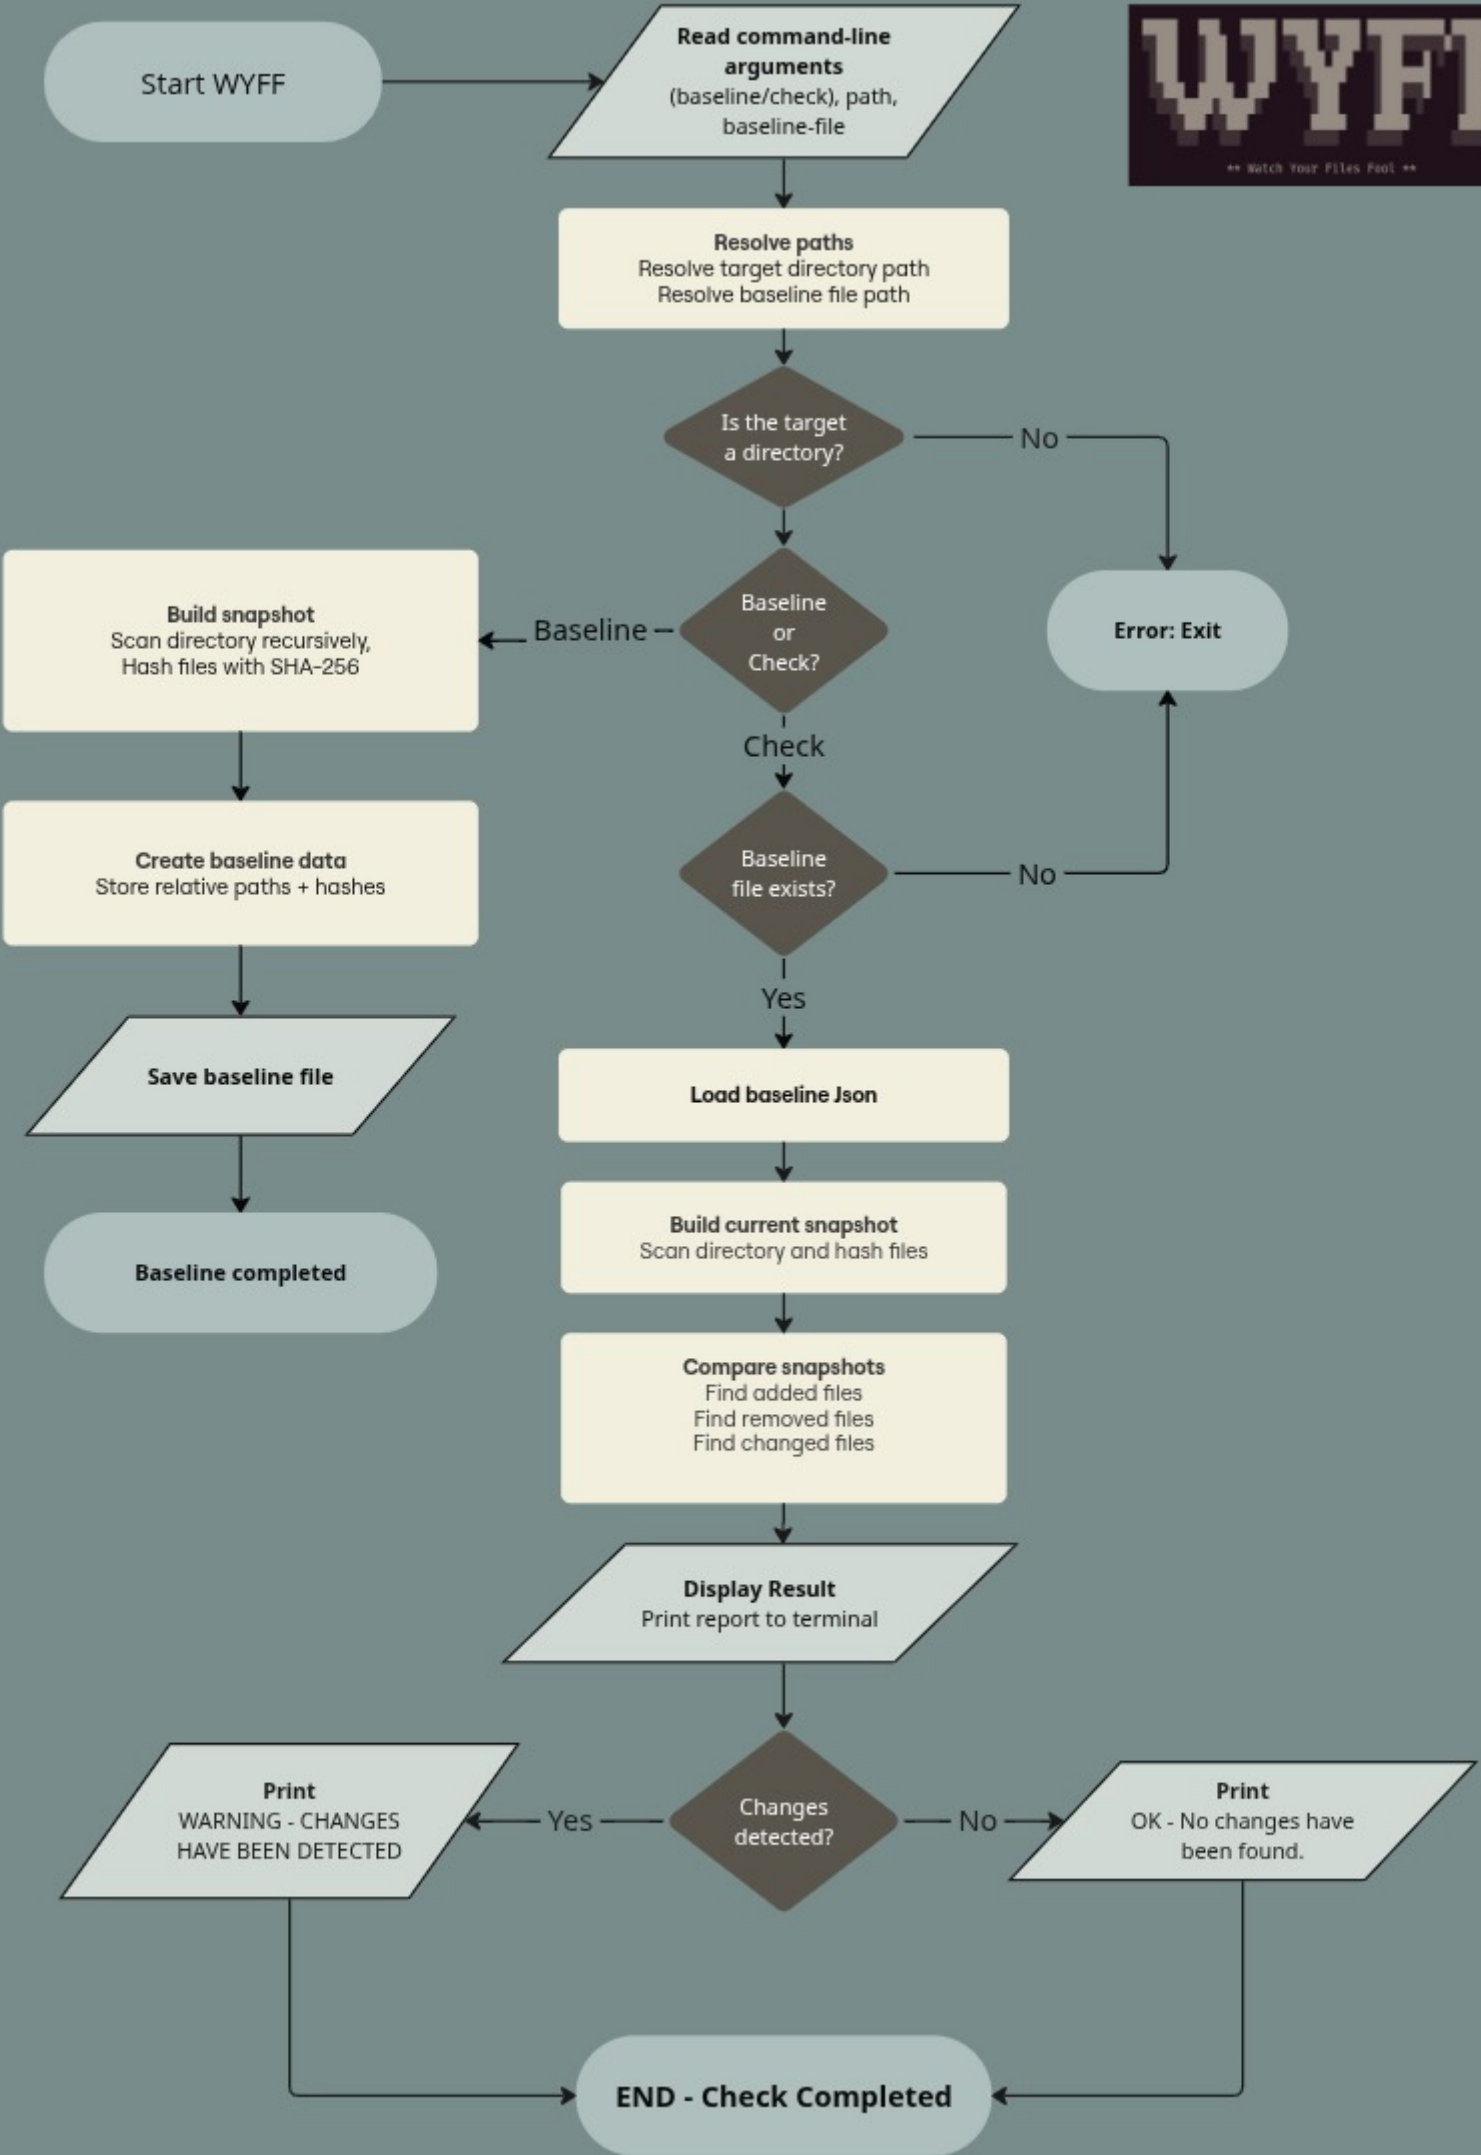 Start WYFF
Read command-line
arguments
(baseline/check), path,
baseline-file
WYF
** Watch Your Files Fool **
Resolve paths
Resolve target directory path
Resolve baseline file path
Is the target
a directory?
No
Build snapshot
Scan directory recursively,
Hash files with SHA-256
Baseline
Baseline
or
Check?
Error: Exit
Check
Create baseline data
Store relative paths + hashes
Baseline
file exists?
No
Yes
Save baseline file
Load baseline Json
Build current snapshot
Scan directory and hash files
Baseline completed
Compare snapshots
Find added files
Find removed files
Find changed files
Display Result
Print report to terminal
Print
WARNING - CHANGES
HAVE BEEN DETECTED
Yes
Changes
detected?
No
Print
OK - No changes have
been found.
END - Check Completed